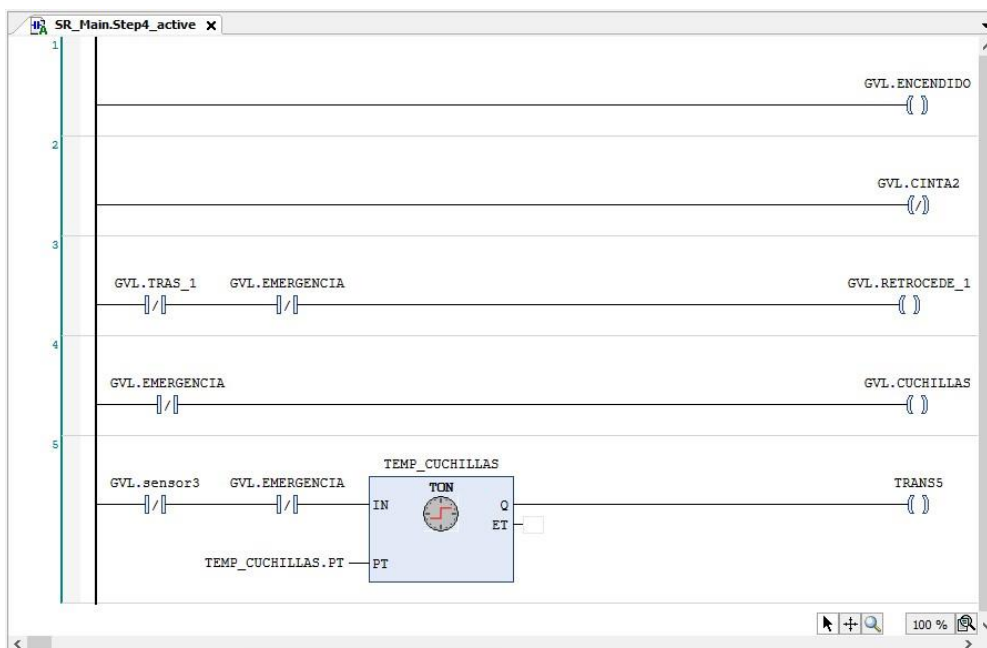 SR_Main.Step4_active X
1
GVL.ENCENDIDO
2
GVL.CINTA2
3
GVL.TRAS_1 GVL.EMERGENCIA GVL.RETROCEDE_1
4
GVL.EMERGENCIA GVL.CUCHILLAS
5
TEMP_CUCHILLAS
GVL.sensor3 GVL.EMERGENCIA TON TRANS5
IN Q
ET
TEMP_CUCHILLAS.PT PT
100 %